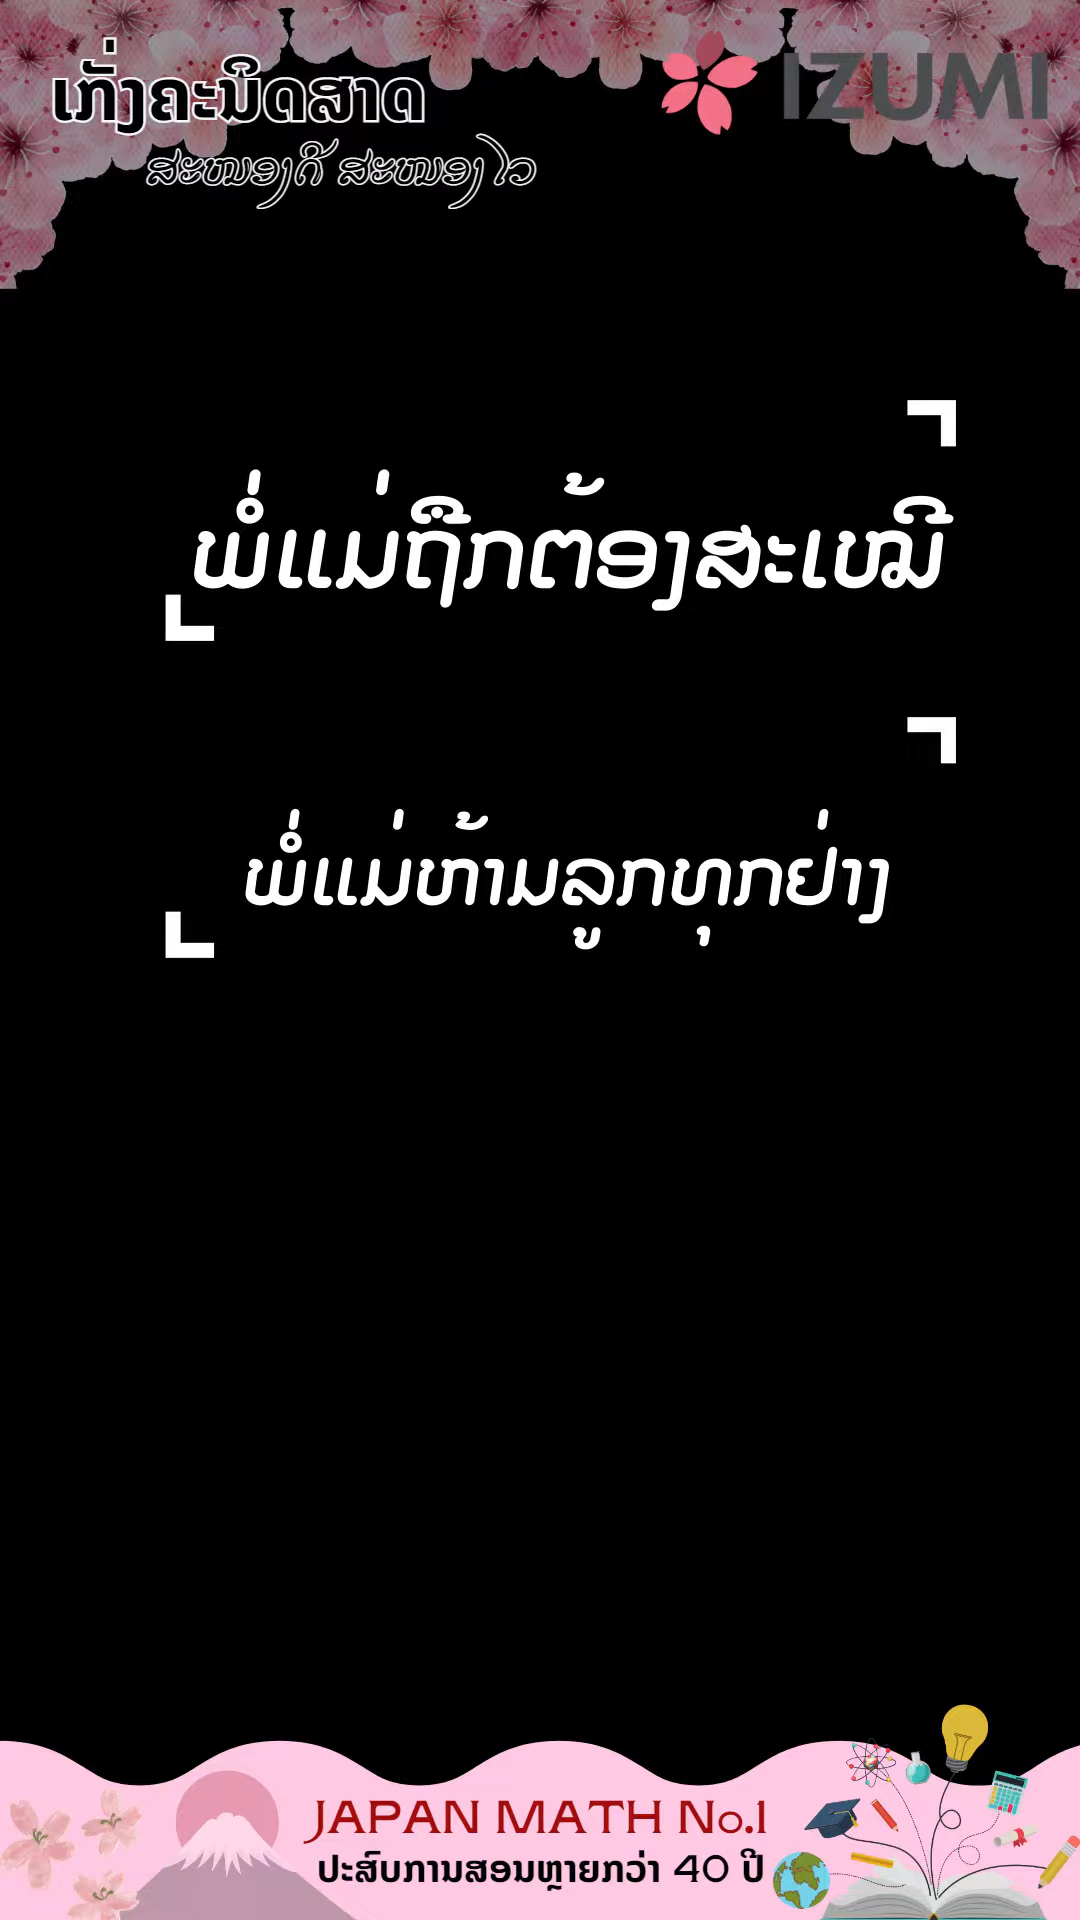 ເກັ່ງຄະນິດສາດ
IZUMI
ສະໝອງດີ ສະໝອງໄວ
ພໍ່ແມ່ຖືກຕ້ອງສະເໝີ
ພໍ່ແມ່ຫ້າມລູກທຸກຢ່າງ
JAPAN MATH No.1
ປະສົບການສອນຫຼາຍກວ່າ 40 ປີ